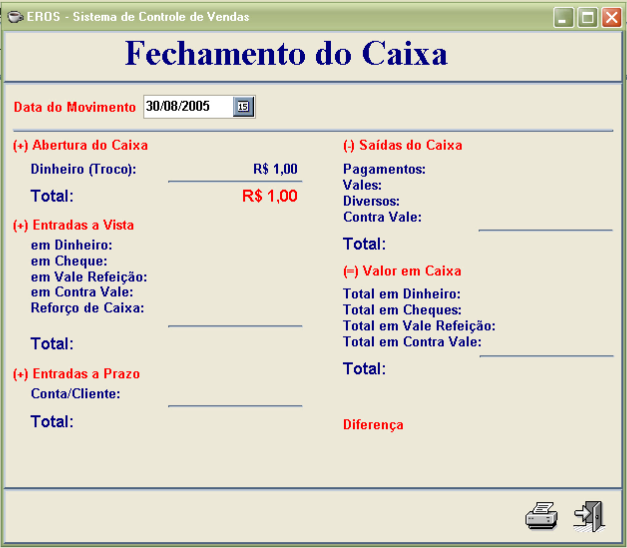 EROS - Sistema de Controle de Vendas
Fechamento do Caixa
Data do Movimento 30/08/2005 15
(+) Abertura do Caixa
Dinheiro (Troco): R$ 1,00
Total: R$ 1,00
(+) Entradas a Vista
em Dinheiro:
em Cheque:
em Vale Refeição:
em Contra Vale:
Reforço de Caixa:
Total:
(+) Entradas a Prazo
Conta/Cliente:
Total:
(-) Saídas do Caixa
Pagamentos:
Vales:
Diversos:
Contra Vale:
Total:
(=) Valor em Caixa
Total em Dinheiro:
Total em Cheques:
Total em Vale Refeição:
Total em Contra Vale:
Total:
Diferença